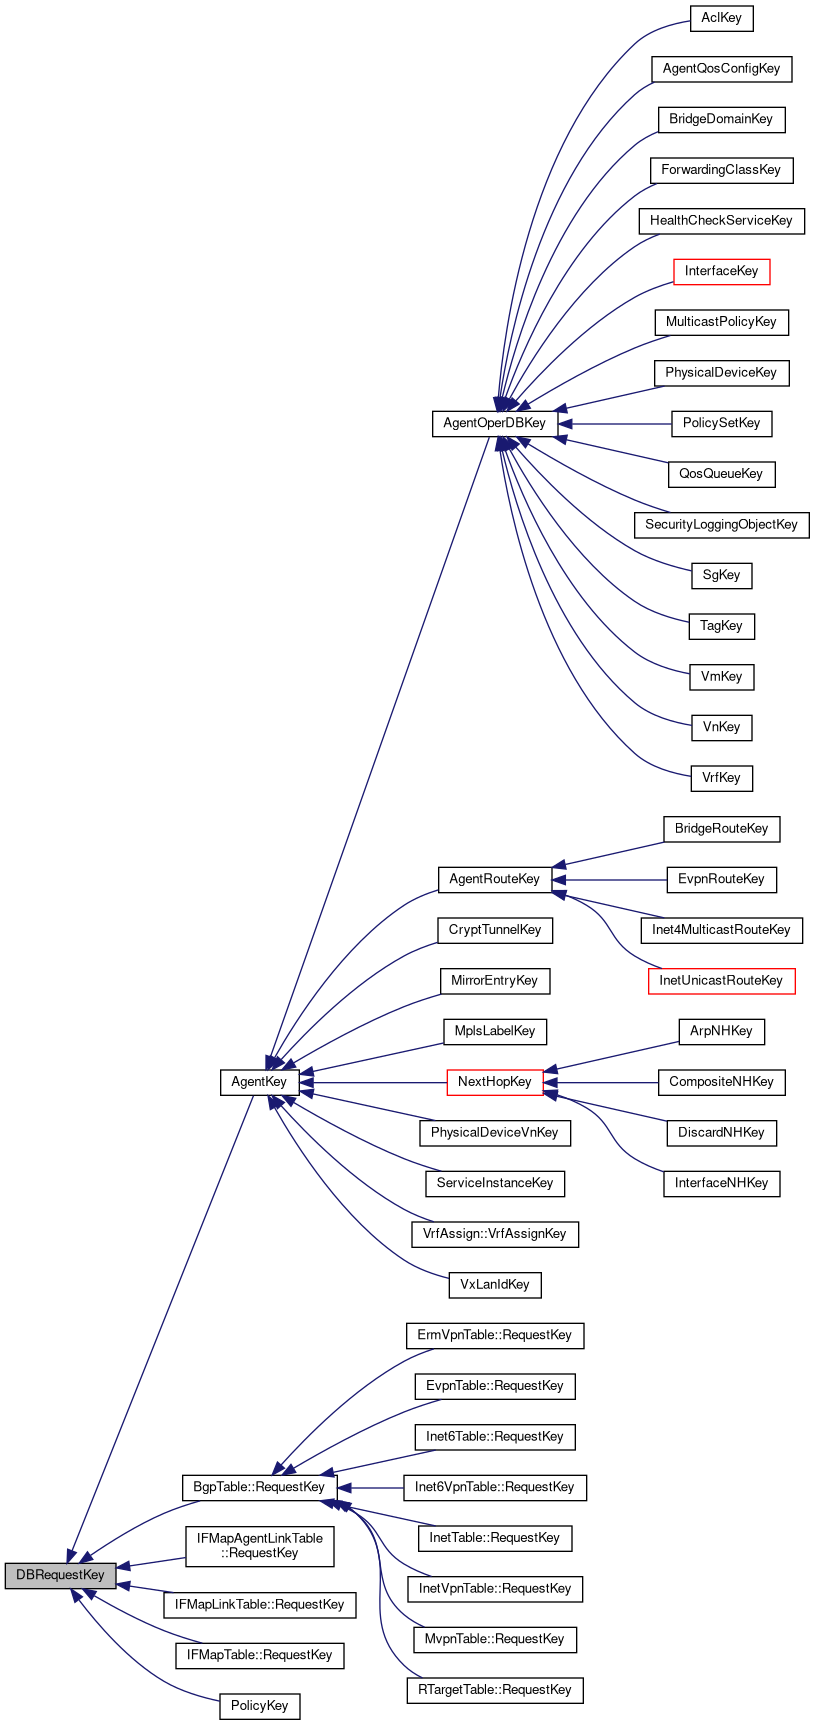 AclKey
AgentQosConfigKey
BridgeDomainKey
ForwardingClassKey
HealthCheckServiceKey
InterfaceKey
MulticastPolicyKey
PhysicalDeviceKey
AgentOperDBKey
PolicySetKey
QosQueueKey
SecurityLoggingObjectKey
SgKey
TagKey
VmKey
VnKey
VrfKey
BridgeRouteKey
AgentRouteKey
EvpnRouteKey
CryptTunnelKey
Inet4MulticastRouteKey
MirrorEntryKey
InetUnicastRouteKey
MplsLabelKey
ArpNHKey
AgentKey
NextHopKey
CompositeNHKey
PhysicalDeviceVnKey
DiscardNHKey
ServiceInstanceKey
InterfaceNHKey
VrfAssign::VrfAssignKey
VxLanIdKey
ErmVpnTable::RequestKey
EvpnTable::RequestKey
Inet6Table::RequestKey
BgpTable::RequestKey
Inet6VpnTable::RequestKey
IFMapAgentLinkTable
::RequestKey
InetTable::RequestKey
DBRequestKey
InetVpnTable::RequestKey
IFMapLinkTable::RequestKey
MvpnTable::RequestKey
IFMapTable::RequestKey
RTargetTable::RequestKey
PolicyKey